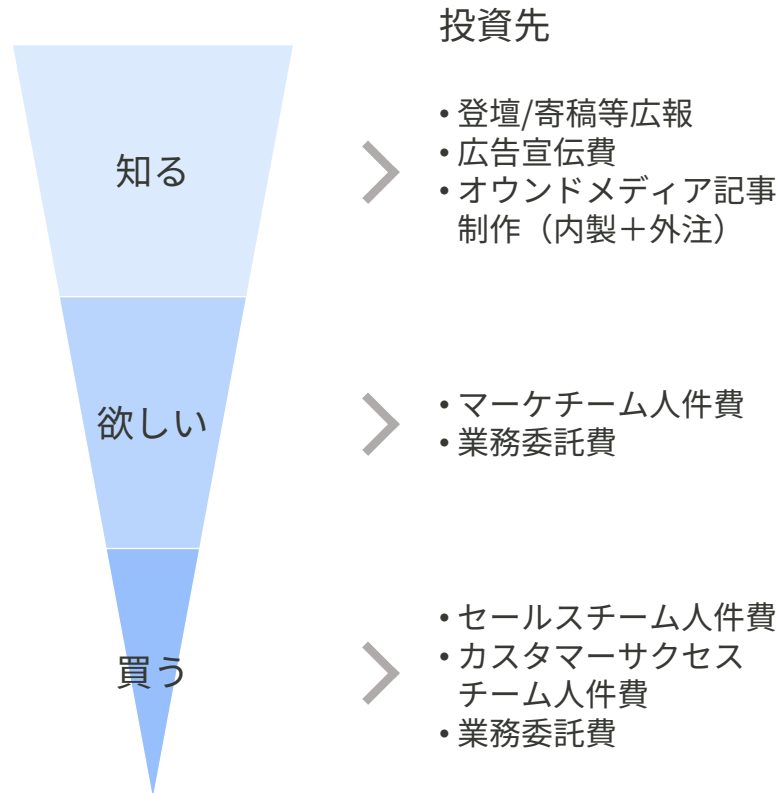 投資先
知る
• 登壇/寄稿等広報
• 広告宣伝費
• オウンドメディア記事
制作（内製＋外注）
欲しい
• マーケチーム人件費
• 業務委託費
買う
• セールスチーム人件費
• カスタマーサクセス
チーム人件費
• 業務委託費